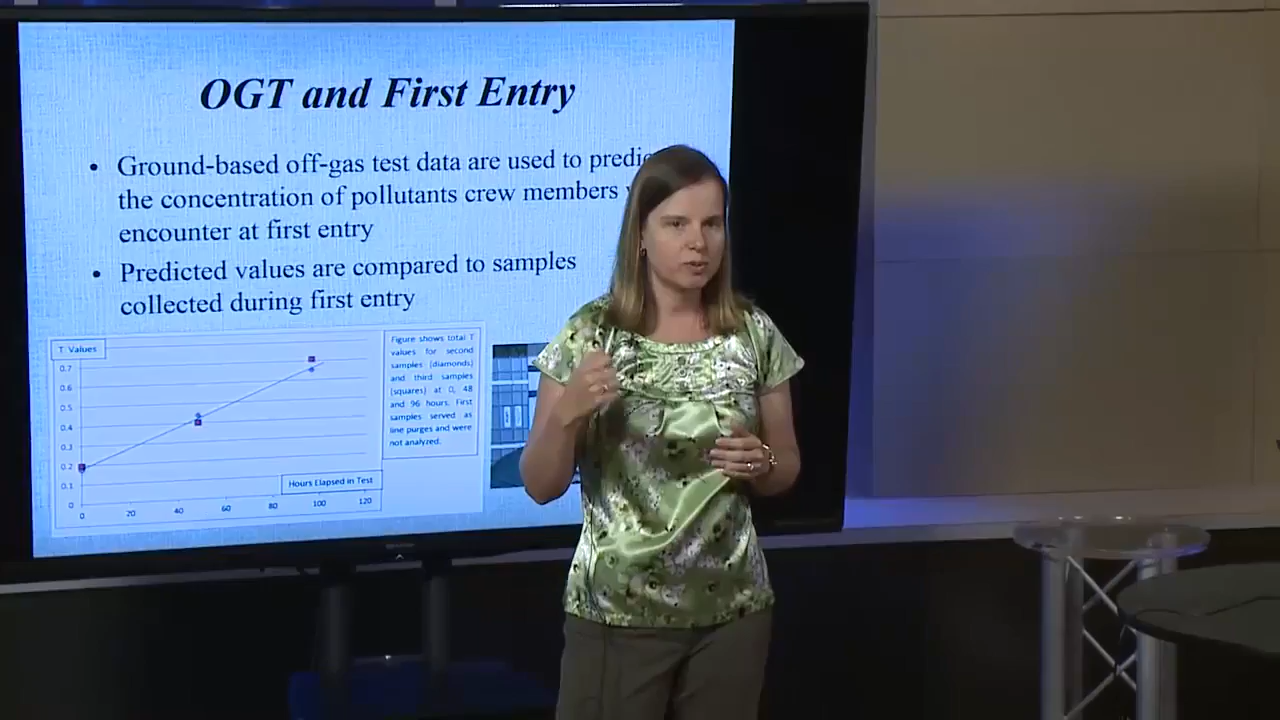 OGT and First Entry
• Ground-based off-gas test data are used to
the concentration of pollutants crew members
encounter at first entry
• Predicted values are compared to samples
collected during first entry
T Values
0.7
0.6
0.5
0.4
0.3
0.2
0.1
0
0 20 40 60 80 100 120
Hours Elapsed in Test
Figure shows total T
values for second
samples (diamonds)
and third samples
(squares) at 0, 48
and 96 hours. First
samples served as
line purges and were
not analyzed.